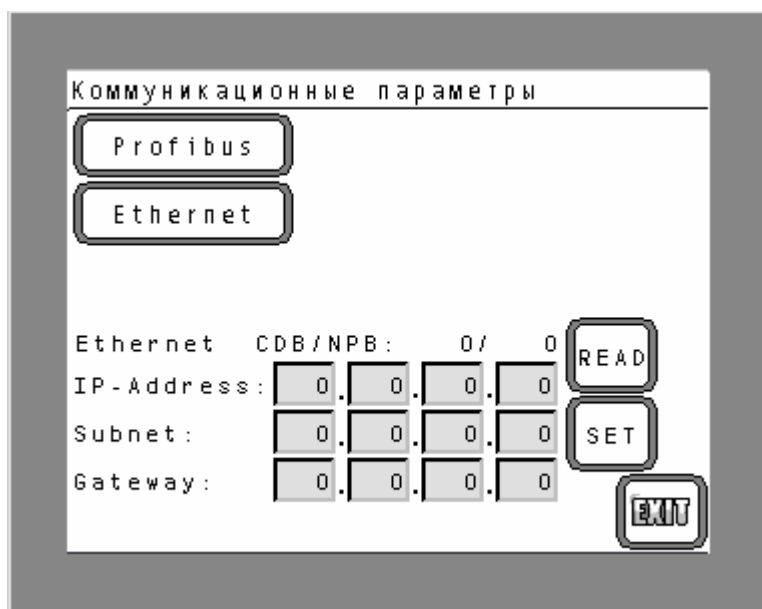 Коммуникационные параметры
Profibus
Ethernet
Ethernet CDB/NPB: 0/ 0
READ
IP-Address: 0.0.0.0
Subnet: 0.0.0.0
SET
Gateway: 0.0.0.0
EXIT